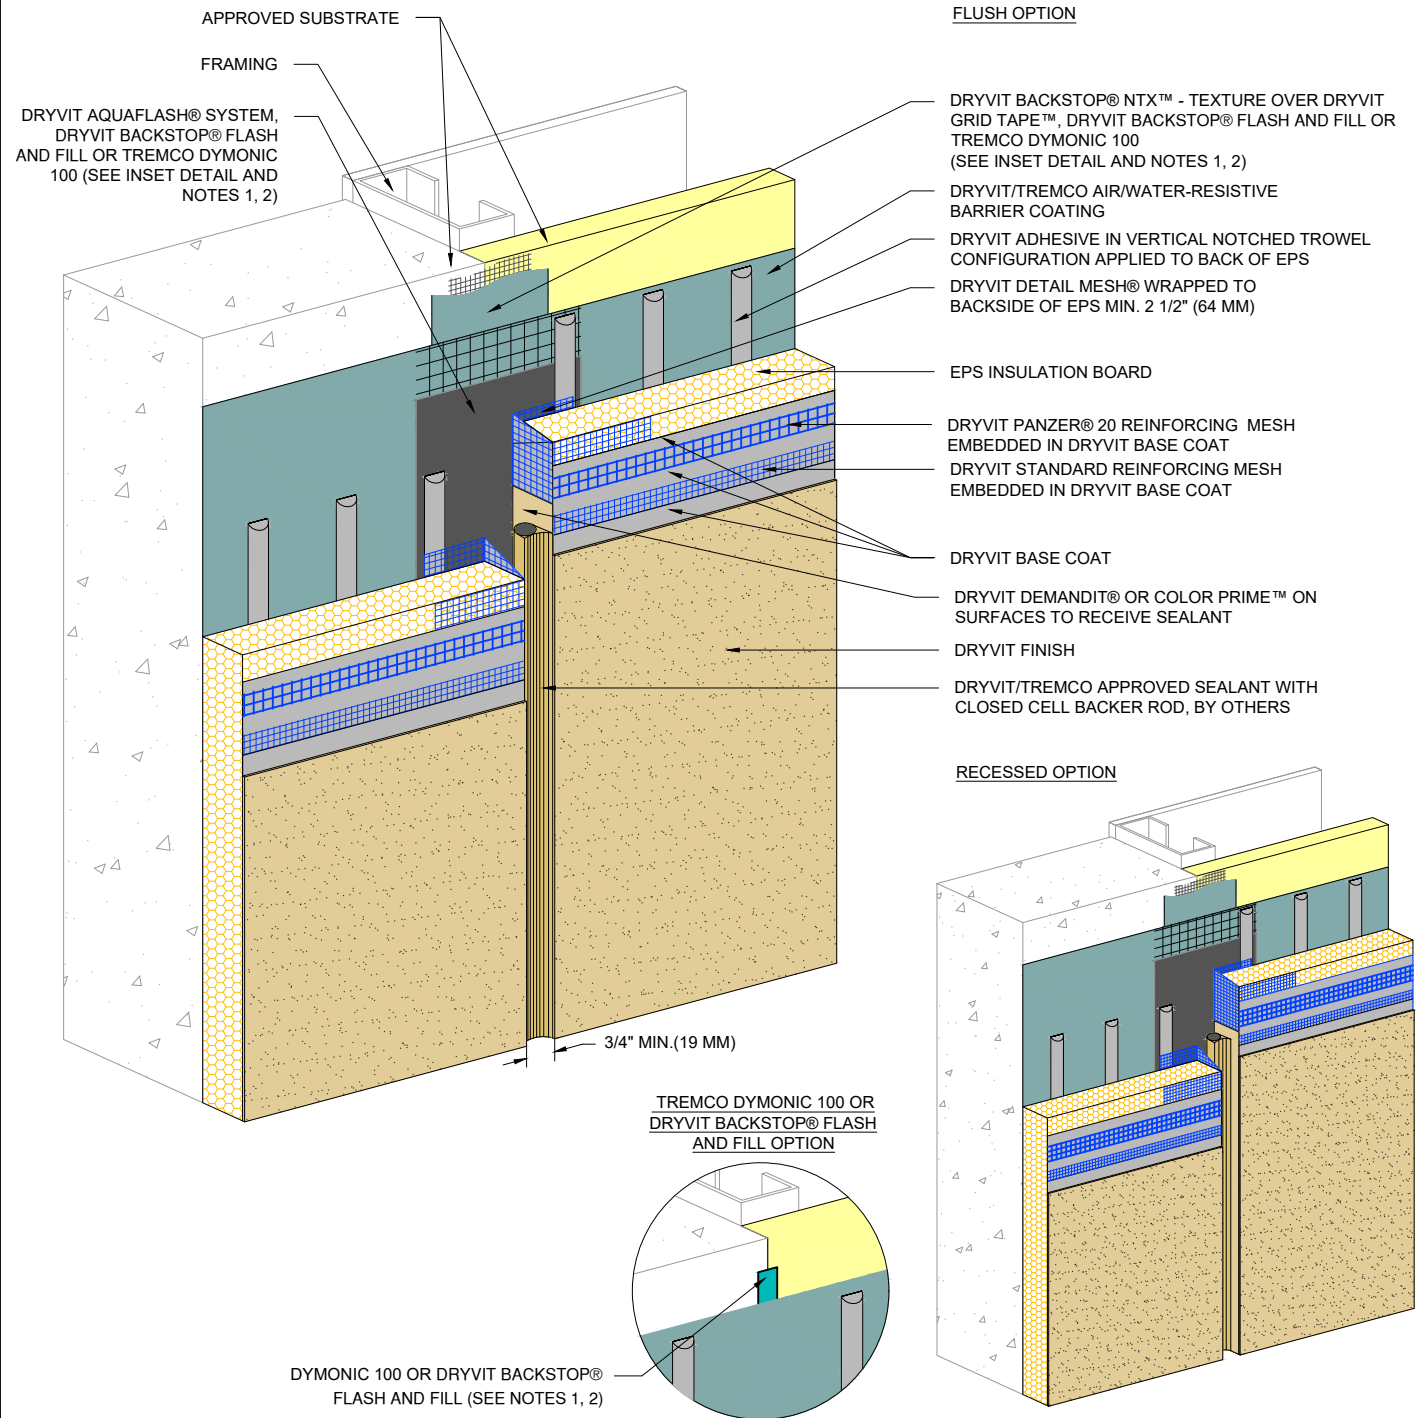 APPROVED SUBSTRATE
FRAMING
DRYVIT AQUAFLASH® SYSTEM,
DRYVIT BACKSTOP® FLASH
AND FILL OR TREMCO DYMONIC
100 (SEE INSET DETAIL AND
NOTES 1, 2)
FLUSH OPTION
DRYVIT BACKSTOP® NTX™ - TEXTURE OVER DRYVIT
GRID TAPE™, DRYVIT BACKSTOP® FLASH AND FILL OR
TREMCO DYMONIC 100
(SEE INSET DETAIL AND NOTES 1, 2)
DRYVIT/TREMCO AIR/WATER-RESISTIVE
BARRIER COATING
DRYVIT ADHESIVE IN VERTICAL NOTCHED TROWEL
CONFIGURATION APPLIED TO BACK OF EPS
DRYVIT DETAIL MESH® WRAPPED TO
BACKSIDE OF EPS MIN. 2 1/2" (64 MM)
EPS INSULATION BOARD
DRYVIT PANZER® 20 REINFORCING MESH
EMBEDDED IN DRYVIT BASE COAT
DRYVIT STANDARD REINFORCING MESH
EMBEDDED IN DRYVIT BASE COAT
DRYVIT BASE COAT
DRYVIT DEMANDIT® OR COLOR PRIME™ ON
SURFACES TO RECEIVE SEALANT
DRYVIT FINISH
DRYVIT/TREMCO APPROVED SEALANT WITH
CLOSED CELL BACKER ROD, BY OTHERS
RECESSED OPTION
3/4" MIN.(19 MM)
TREMCO DYMONIC 100 OR
DRYVIT BACKSTOP® FLASH
AND FILL OPTION
DYMONIC 100 OR DRYVIT BACKSTOP®
FLASH AND FILL (SEE NOTES 1, 2)